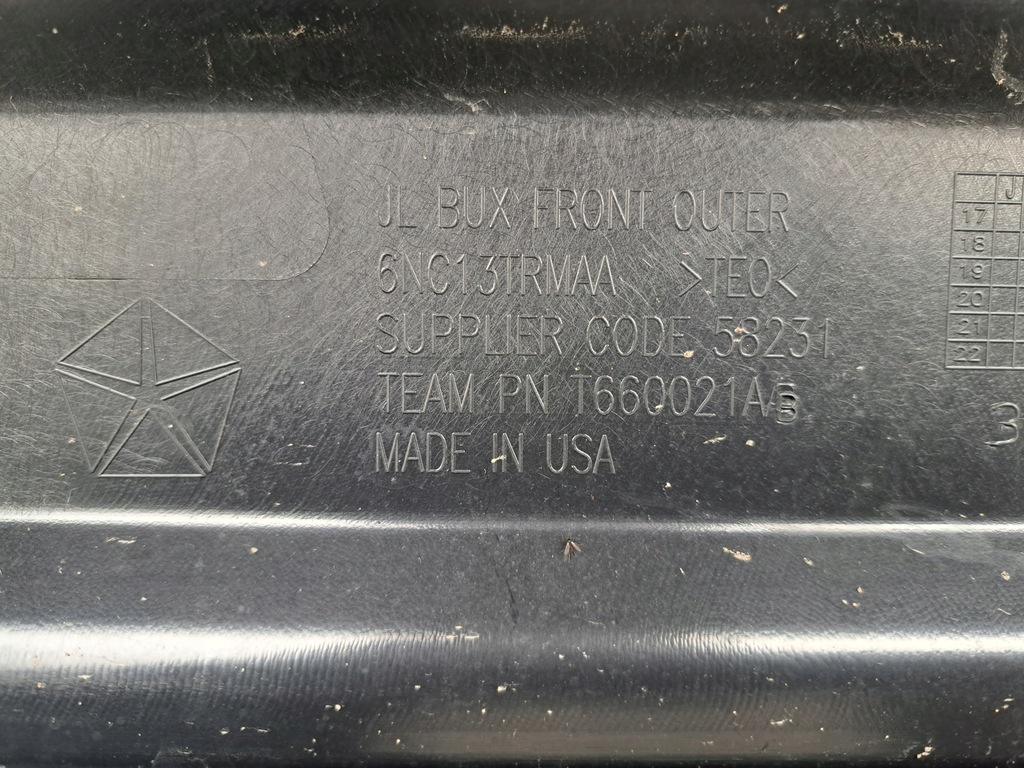 JL BUX FRONT OUTER
6NC13TRMAA >TEO<
SUPPLIER CODE 58231
TEAM PN T660021AB
MADE IN USA
J
17
18
19
20
21
22
3